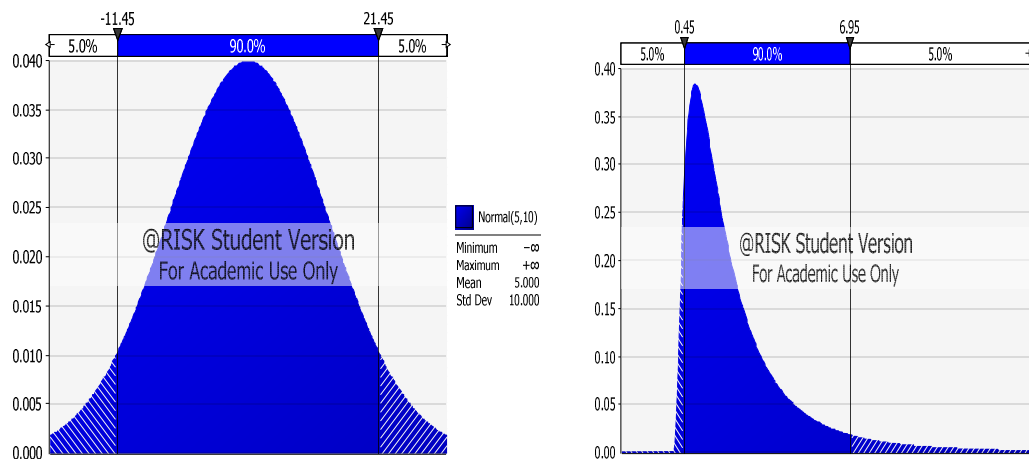 -11.45 21.45
5.0% 90.0% 5.0%
0.040
0.035
0.030
0.025
0.020
0.015
0.010
0.005
0.000
@RISK Student Version
For Academic Use Only
Normal(5,10)
Minimum −∞
Maximum +∞
Mean 5.000
Std Dev 10.000
0.45 6.95
5.0% 90.0% 5.0%
0.40
0.35
0.30
0.25
0.20
0.15
0.10
0.05
0.00
@RISK Student Version
For Academic Use Only